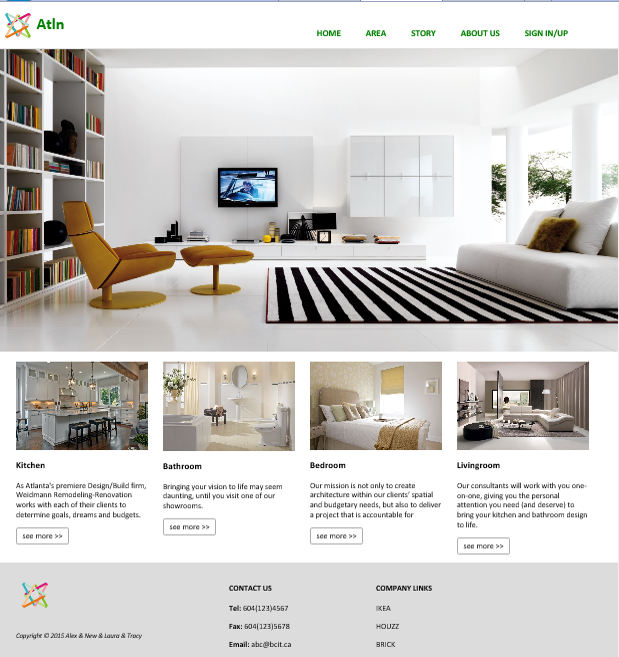 Atln
HOME AREA STORY ABOUT US SIGN IN/UP
Kitchen
As Atlanta's premiere Design/Build firm,
Weidmann Remodeling-Renovation
works with each of their clients to
determine goals, dreams and budgets.
see more >>
Bathroom
Bringing your vision to life may seem
daunting, until you visit one of our
showrooms.
see more >>
Bedroom
Our mission is not only to create
architecture within our clients' spatial
and budgetary needs, but also to deliver
a project that is accountable for
see more >>
Livingroom
Our consultants will work with you one-
on-one, giving you the personal
attention you need (and deserve) to
bring your kitchen and bathroom design
to life.
see more >>
Copyright © 2015 Alex & New & Laura & Tracy
CONTACT US
Tel: 604(123)4567
Fax: 604(123)5678
Email: abc@bcit.ca
COMPANY LINKS
IKEA
HOUZZ
BRICK